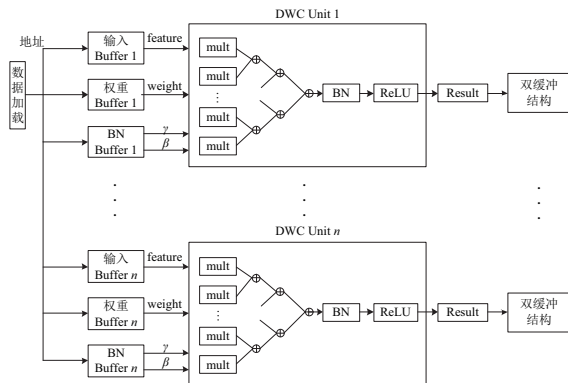 DWC Unit 1
地址
数据加载
输入
Buffer 1
feature
权重
Buffer 1
weight
BN
Buffer 1
γ
β
mult
mult
⋮
mult
mult
BN
ReLU
Result
双缓冲
结构
DWC Unit n
输入
Buffer n
feature
权重
Buffer n
weight
BN
Buffer n
γ
β
mult
mult
⋮
mult
mult
BN
ReLU
Result
双缓冲
结构